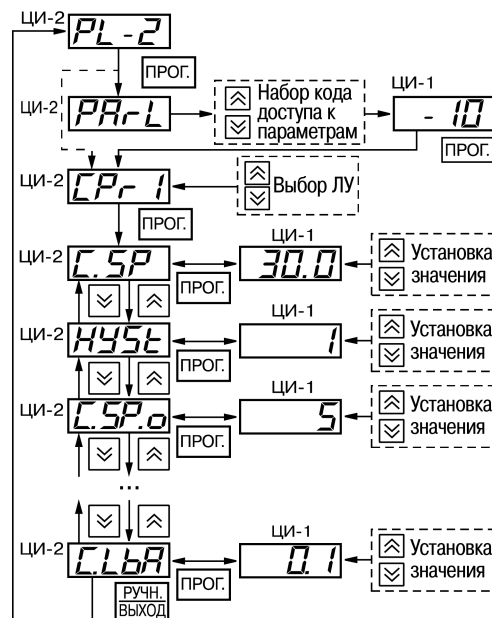 ЦИ-2 PL-2
ПРОГ.
ЦИ-2 PArL
Набор кода
доступа к
параметрам
ЦИ-1
- 10
ПРОГ.
ЦИ-2 CPr 1
Выбор ЛУ
ПРОГ.
ЦИ-2 C.SP
ПРОГ.
ЦИ-1
30.0
Установка
значения
ЦИ-2 HYSt
ПРОГ.
ЦИ-1
1
Установка
значения
ЦИ-2 C.SP.o
ПРОГ.
ЦИ-1
5
Установка
значения
...
ЦИ-2 C.LbA
ПРОГ.
ЦИ-1
0.1
Установка
значения
РУЧН.
ВЫХОД